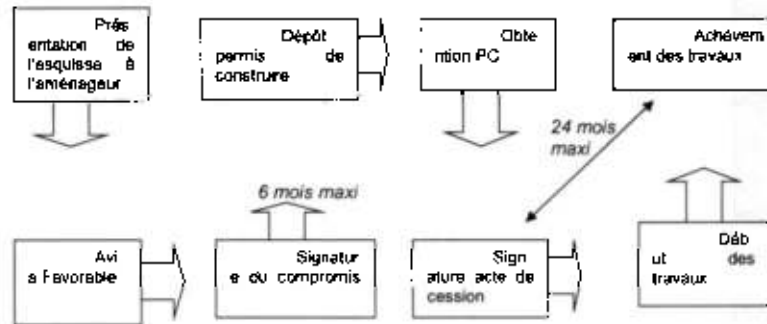 Prés
entation de
l'esquisse à
l'aménageur
Dépôt
permis de
construire
Obte
ntion PC
Achèvem
ent des travaux
24 mois
maxi
6 mois maxi
Avi
s Favorable
Signatur
e du compromis
Sign
ature acte de
cession
Déb
ut des
travaux